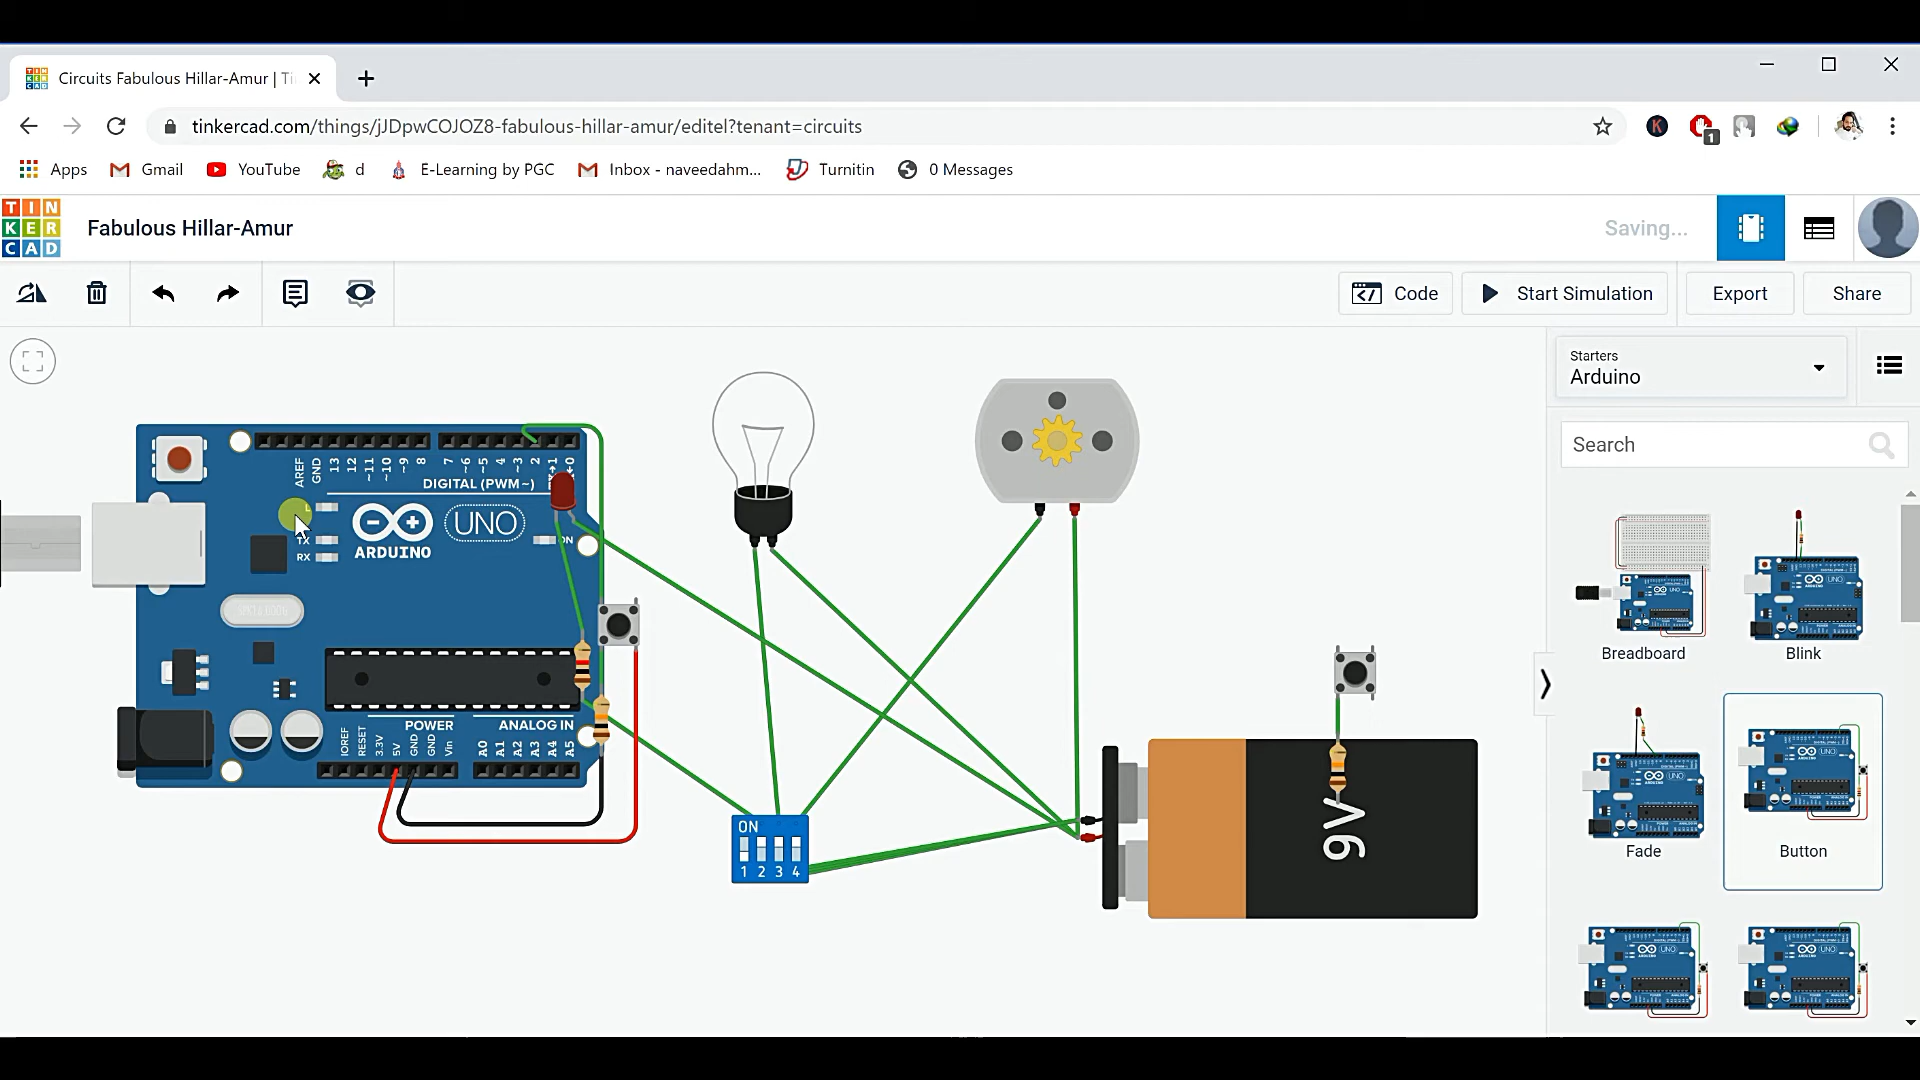 Circuits Fabulous Hillar-Amur | Ti
tinkercad.com/things/jJDpwCOJOZ8-fabulous-hillar-amur/editel?tenant=circuits
K
1
Apps
Gmail
YouTube
d
E-Learning by PGC
Inbox - naveedahm...
Turnitin
0 Messages
TIN
KER
CAD
Fabulous Hillar-Amur
Saving...
Code
Start Simulation
Export
Share
Starters
Arduino
Search
AREF
GND
13
12
~11
~10
~9
8
7
~6
~5
4
~3
2
1
0
DIGITAL (PWM~)
L
TX
RX
UNO
ARDUINO
ON
POWER
ANALOG IN
IOREF
RESET
3.3V
5V
GND
GND
Vin
A0
A1
A2
A3
A4
A5
ON
1 2 3 4
9V
Breadboard
Blink
Fade
Button